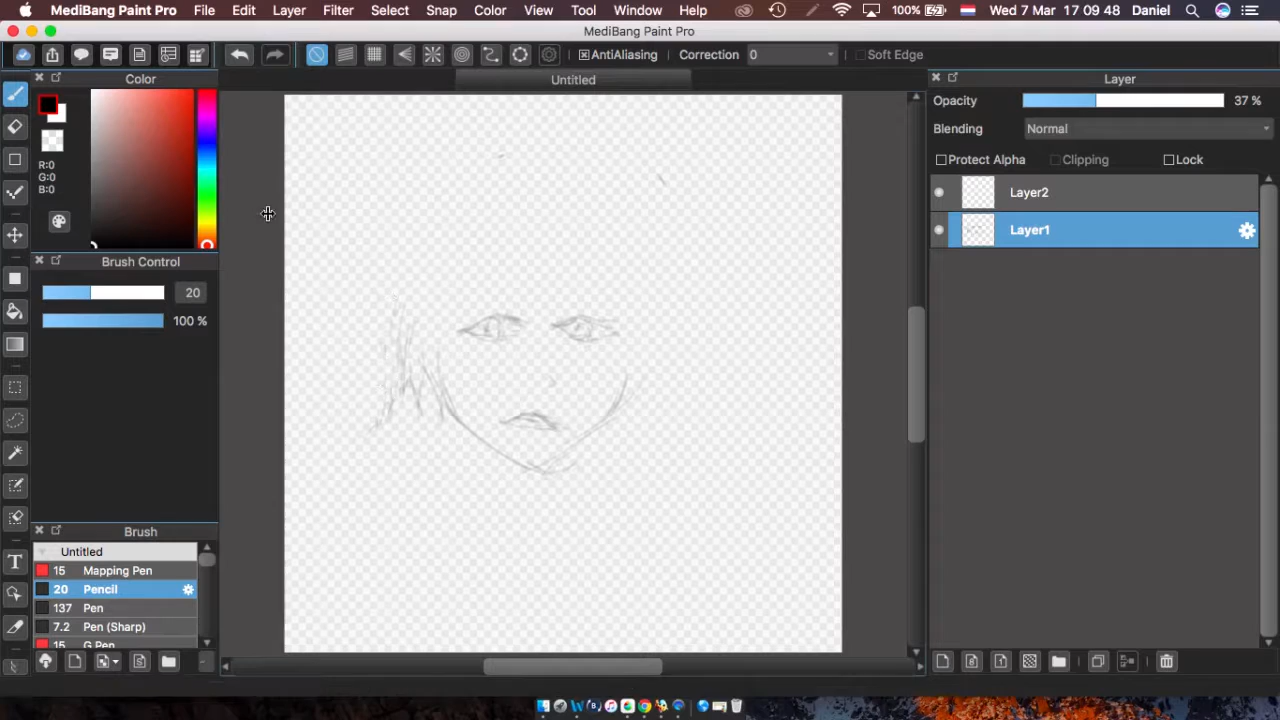 MediBang Paint Pro File Edit Layer Filter Select Snap Color View Tool Window Help 100% Wed 7 Mar 17 09 48 Daniel
MediBang Paint Pro
AntiAliasing Correction 0 Soft Edge
Color
Untitled
Layer
R:0
G:0
B:0
Opacity 37 %
Blending Normal
Protect Alpha Clipping Lock
Layer2
Layer1
Brush Control
20
100 %
Brush
Untitled
15 Mapping Pen
20 Pencil
137 Pen
7.2 Pen (Sharp)
15 G Pen
T